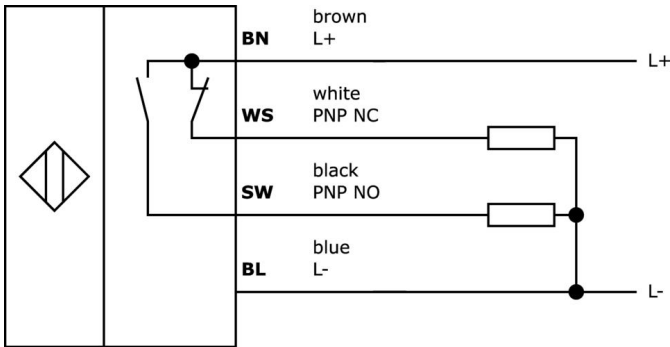 brown
BN L+ L+
white
WS PNP NC
black
SW PNP NO
blue
BL L-
L-